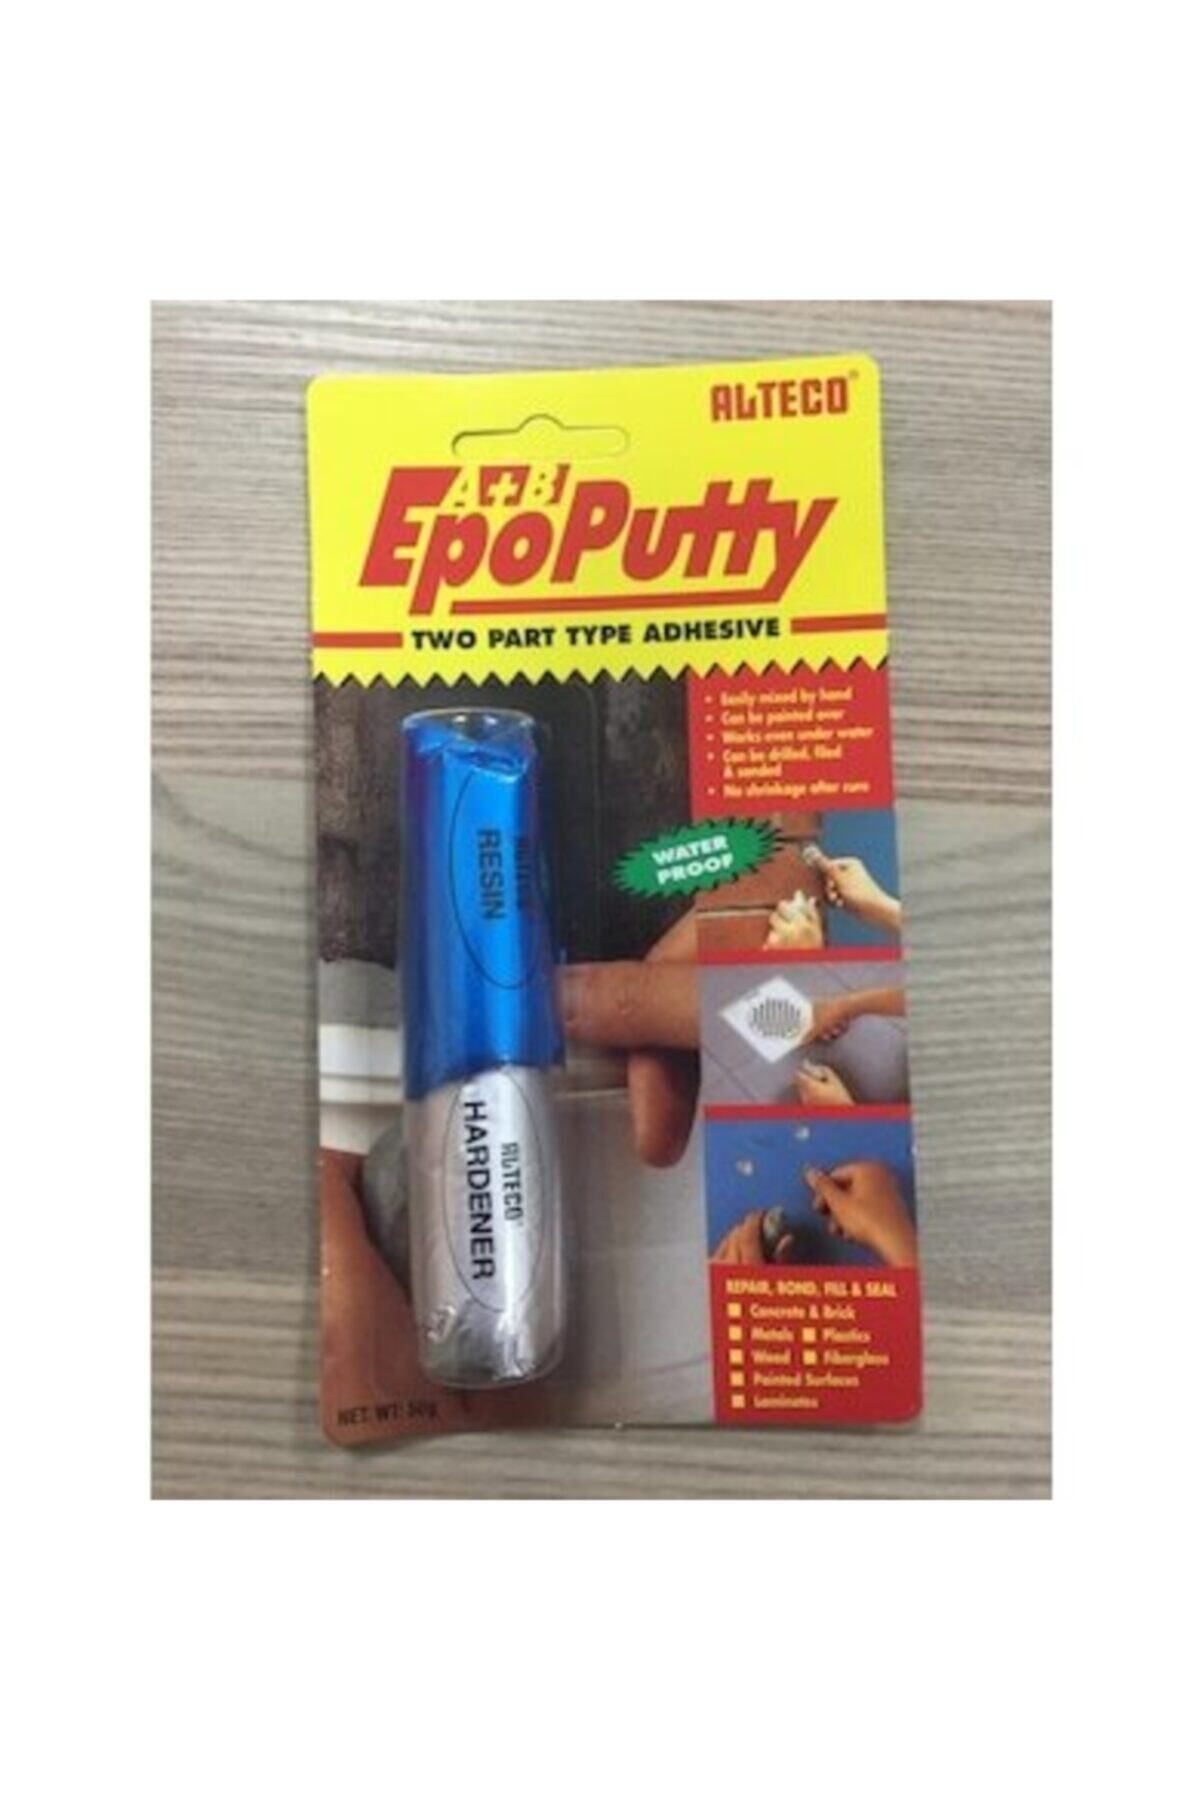 ALTECO®
A+B
EpoPutty
TWO PART TYPE ADHESIVE
• Easily mixed by hand
• Can be painted over
• Works even under water
• Can be drilled, filed
& sanded
• No shrinkage after cure
WATER
PROOF
ALTECO
RESIN
ALTECO®
HARDENER
REPAIR, BOND, FILL & SEAL
Concrete & Brick
Metals Plastics
Wood Fiberglass
Painted Surfaces
Laminates
NET. WT: 50g